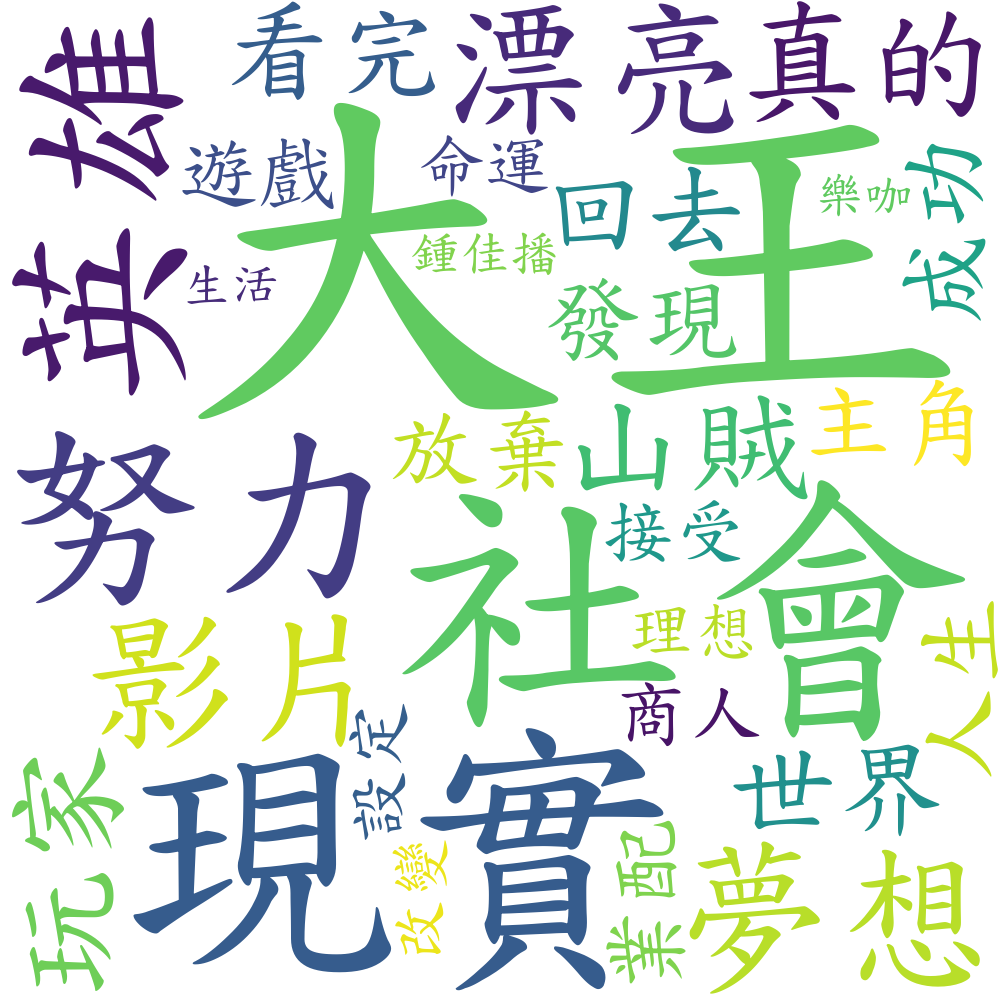 看完
漂亮
真的
英雄
大王
遊戲
命運
回去
樂咖
成功
鍾佳播
生活
發現
努力
放棄
山賊
主角
社會
接受
影片
理想
人生
商人
現實
設定
世界
玩家
改變
業配
夢想